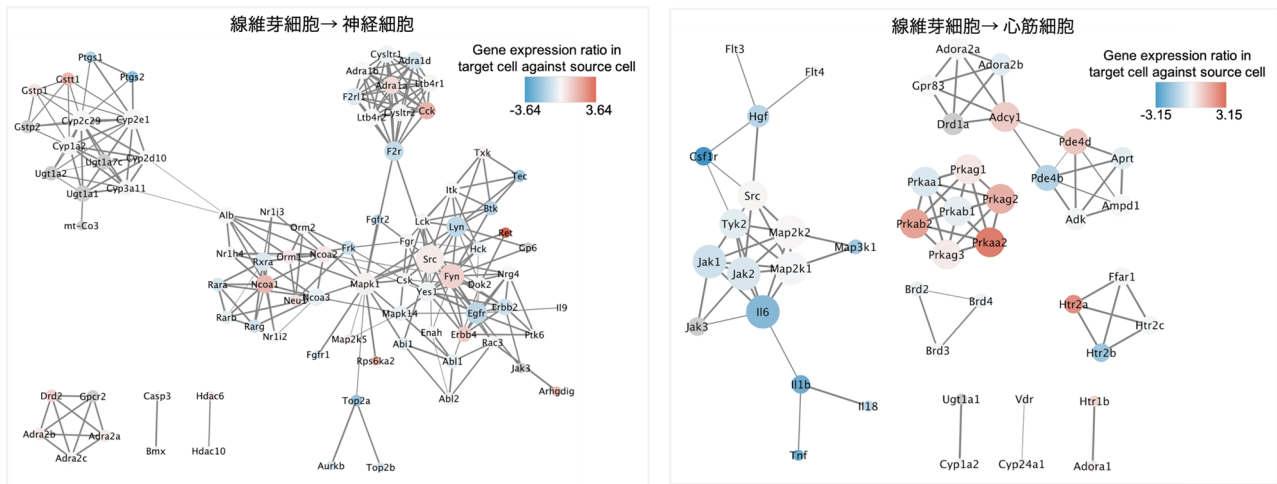 線維芽細胞→ 神経細胞
Gene expression ratio in
target cell against source cell
-3.64
3.64
Ptgs1
Ptgs2
Gstt1
Gstp1
Cyp2c29
Cyp2e1
Gstp2
Cyp1a2
Ugt1a7c
Cyp2d10
Ugt1a2
Cyp3a11
Ugt1a1
mt-Co3
Cysltr1
Adra1b
Adra1d
Adra1a
Ltb4r1
F2rl1
Cysltr2
Cck
Ltb4r2
F2r
Txk
Tec
Itk
Btk
Alb
Nr1i3
Orm2
Fgfr2
Lck
Lyn
Ret
Fgr
Hck
Gp6
Nr1h4
Rxra
Orm1
Ncoa2
Frk
Src
Rara
Ncoa1
Neu1
Ncoa3
Mapk1
Csk
Fyn
Nrg4
Dok2
Yes1
Rarb
Rarg
Nr1i2
Mapk14
Egfr
Erbb2
Il9
Map2k5
Enah
Erbb4
Ptk6
Fgfr1
Abl1
Rac3
Rps6ka2
Abl1
Jak3
Arhgdig
Abl2
Top2a
Aurkb
Top2b
Drd2
Gpcr2
Adra2b
Adra2a
Adra2c
Casp3
Bmx
Hdac6
Hdac10
線維芽細胞→ 心筋細胞
Gene expression ratio in
target cell against source cell
-3.15
3.15
Flt3
Flt4
Hgf
Csf1r
Src
Tyk2
Map2k2
Map3k1
Jak1
Jak2
Map2k1
Il6
Jak3
Il1b
Il18
Tnf
Adora2a
Adora2b
Gpr83
Drd1a
Adcy1
Pde4d
Aprt
Pde4b
Adk
Ampd1
Prkag1
Prkaa1
Prkag2
Prkab1
Prkab2
Prkaa2
Prkag3
Brd2
Brd4
Brd3
Ffar1
Htr2a
Htr2c
Htr2b
Ugt1a1
Cyp1a2
Vdr
Cyp24a1
Htr1b
Adora1